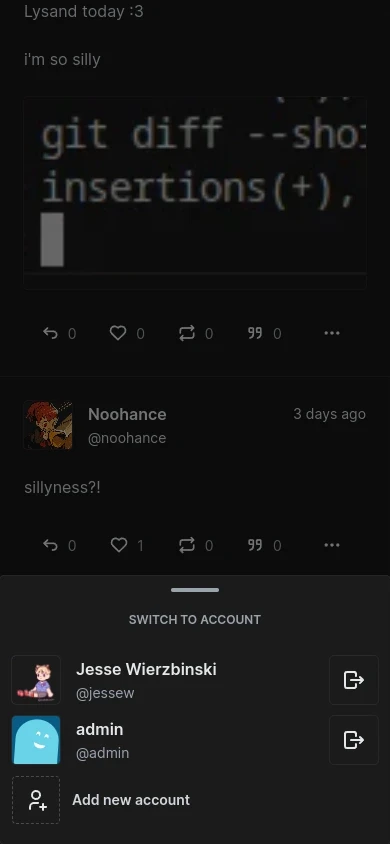 Lysand today :3
i'm so silly
git diff --shor
insertions(+),
0 0 0 0
Noohance 3 days ago
@noohance
sillyness?!
0 1 0 0
SWITCH TO ACCOUNT
Jesse Wierzbinski
@jessew
admin
@admin
Add new account